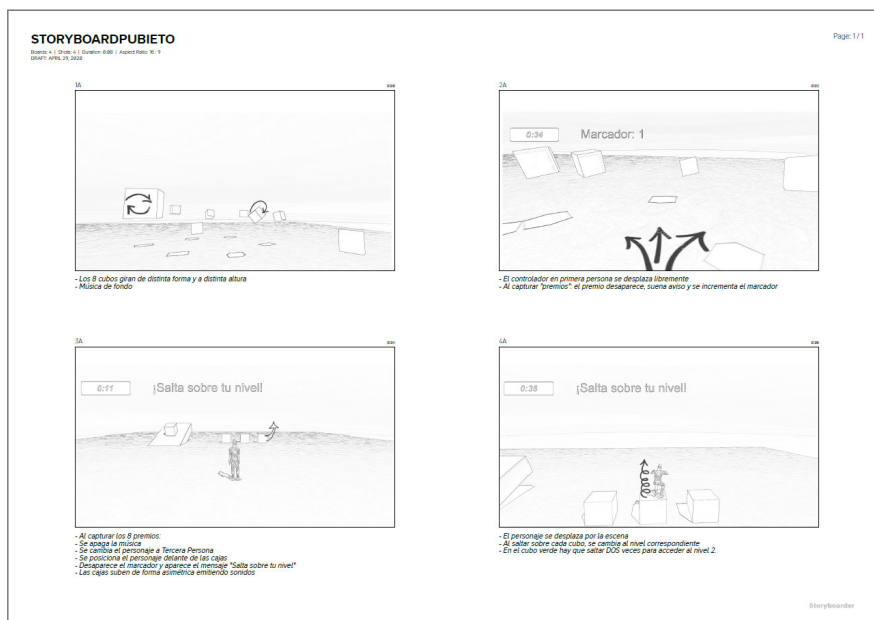 STORYBOARDPUBIETO
Boards: 4 | Shots: 4 | Duration: 0:08 | Aspect Ratio: 16 : 9
DRAFT: APRIL 29, 2020
Page: 1 / 1
1A
- Los 8 cubos giran de distinta forma y a distinta altura
- Música de fondo
2A
0:34 Marcador: 1
- El controlador en primera persona se desplaza libremente
- Al capturar "premios": el premio desaparece, suena aviso y se incrementa el marcador
3A
0:11 ¡Salta sobre tu nivel!
- Al capturar los 8 premios:
- Se apaga la música
- Se cambia el personaje a Tercera Persona
- Se posiciona el personaje delante de las cajas
- Desaparece el marcador y aparece el mensaje "Salta sobre tu nivel"
- Las cajas suben de forma asimétrica emitiendo sonidos
4A
0:36 ¡Salta sobre tu nivel!
- El personaje se desplaza por la escena
- Al saltar sobre cada cubo, se cambia al nivel correspondiente
- En el cubo verde hay que saltar DOS veces para acceder al nivel 2.
Storyboarder